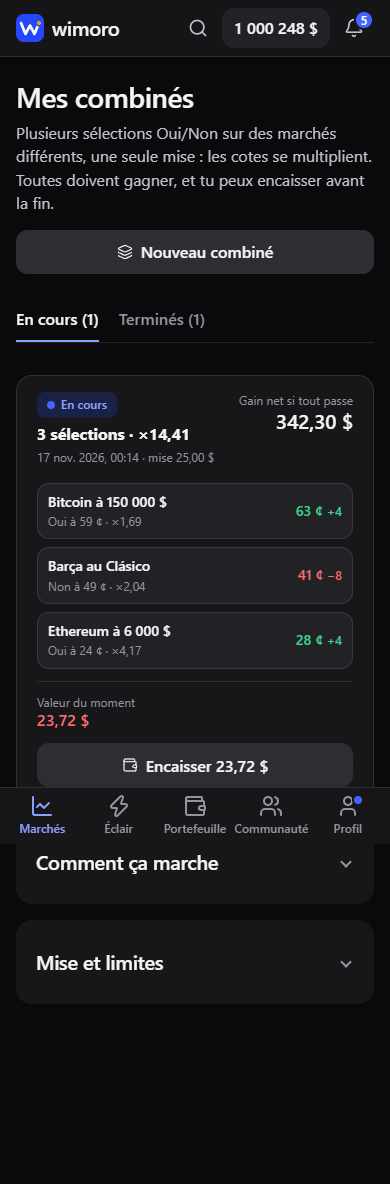 wimoro
1 000 248 $
5
Mes combinés
Plusieurs sélections Oui/Non sur des marchés
différents, une seule mise : les cotes se multiplient.
Toutes doivent gagner, et tu peux encaisser avant
la fin.
Nouveau combiné
En cours (1) Terminés (1)
En cours
Gain net si tout passe
3 sélections · ×14,41
342,30 $
17 nov. 2026, 00:14 · mise 25,00 $
Bitcoin à 150 000 $
Oui à 59 ¢ · ×1,69
63 ¢ +4
Barça au Clásico
Non à 49 ¢ · ×2,04
41 ¢ −8
Ethereum à 6 000 $
Oui à 24 ¢ · ×4,17
28 ¢ +4
Valeur du moment
23,72 $
Encaisser 23,72 $
Marchés Éclair Portefeuille Communauté Profil
Comment ça marche
Mise et limites